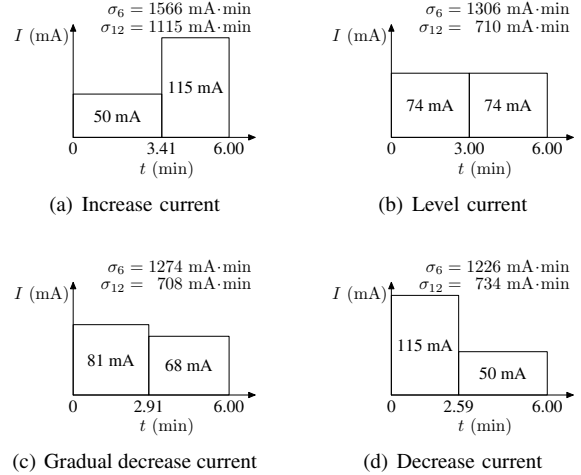 σ6 = 1566 mA·min
σ12 = 1115 mA·min
I (mA)
50 mA
115 mA
0 3.41 6.00
t (min)
(a) Increase current
σ6 = 1306 mA·min
σ12 = 710 mA·min
I (mA)
74 mA 74 mA
0 3.00 6.00
t (min)
(b) Level current
σ6 = 1274 mA·min
σ12 = 708 mA·min
I (mA)
81 mA 68 mA
0 2.91 6.00
t (min)
(c) Gradual decrease current
σ6 = 1226 mA·min
σ12 = 734 mA·min
I (mA)
115 mA
50 mA
0 2.59 6.00
t (min)
(d) Decrease current